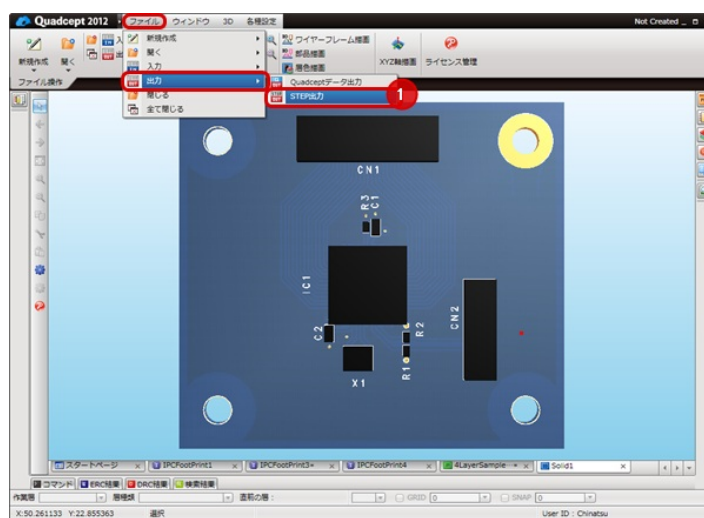 Quadcept 2012
ファイル ウィンドウ 3D 各種設定
Not Created
新規作成
開く
新規作成
開く
入力
出力
閉じる
全て閉じる
Quadceptデータ出力
STEP出力
1
ワイヤーフレーム描画
部品描画
層色描画
XYZ軸描画
ライセンス管理
ファイル操作
CN1
R3
C1
IC1
C2
R2
R1
X1
CN2
スタートページ x IPCFootPrint1 x IPCFootPrint3* x IPCFootPrint4 x 4LayerSample x Solid1 x
コマンド ERC結果 DRC結果 検索結果
作業層 層種類 直前の層 : GRID 0 SNAP 0
X:50.261133 Y:22.855363 選択 User ID : Chinatsu